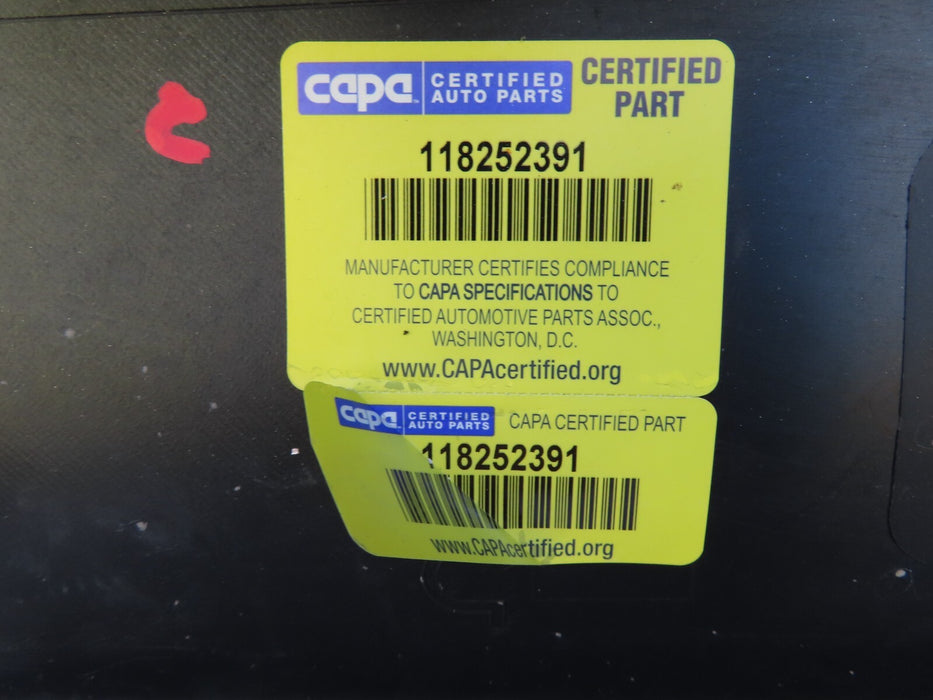 capa CERTIFIED AUTO PARTS
CERTIFIED PART
118252391
MANUFACTURER CERTIFIES COMPLIANCE
TO CAPA SPECIFICATIONS TO
CERTIFIED AUTOMOTIVE PARTS ASSOC.,
WASHINGTON, D.C.
www.CAPAcertified.org
capa CERTIFIED AUTO PARTS CAPA CERTIFIED PART
118252391
www.CAPAcertified.org